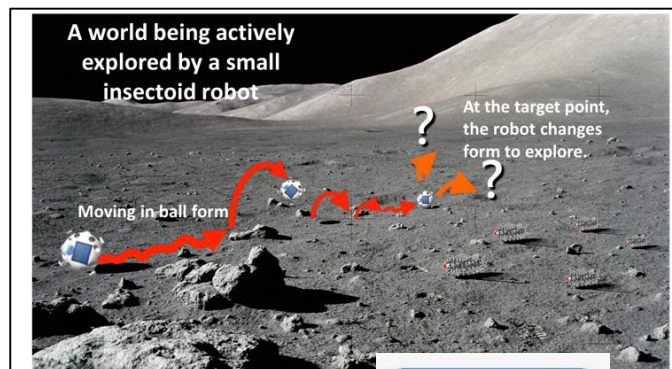 A world being actively
explored by a small
insectoid robot
At the target point,
the robot changes
form to explore.
?
?
Moving in ball form